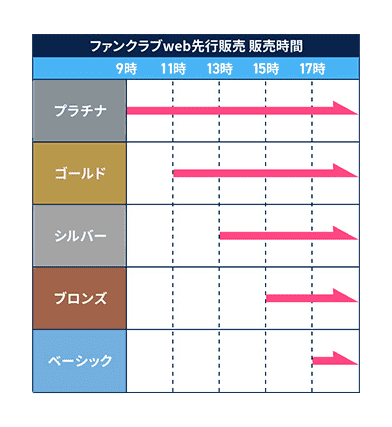 ファンクラブweb先行販売 販売時間
9時 11時 13時 15時 17時
プラチナ
ゴールド
シルバー
ブロンズ
ベーシック